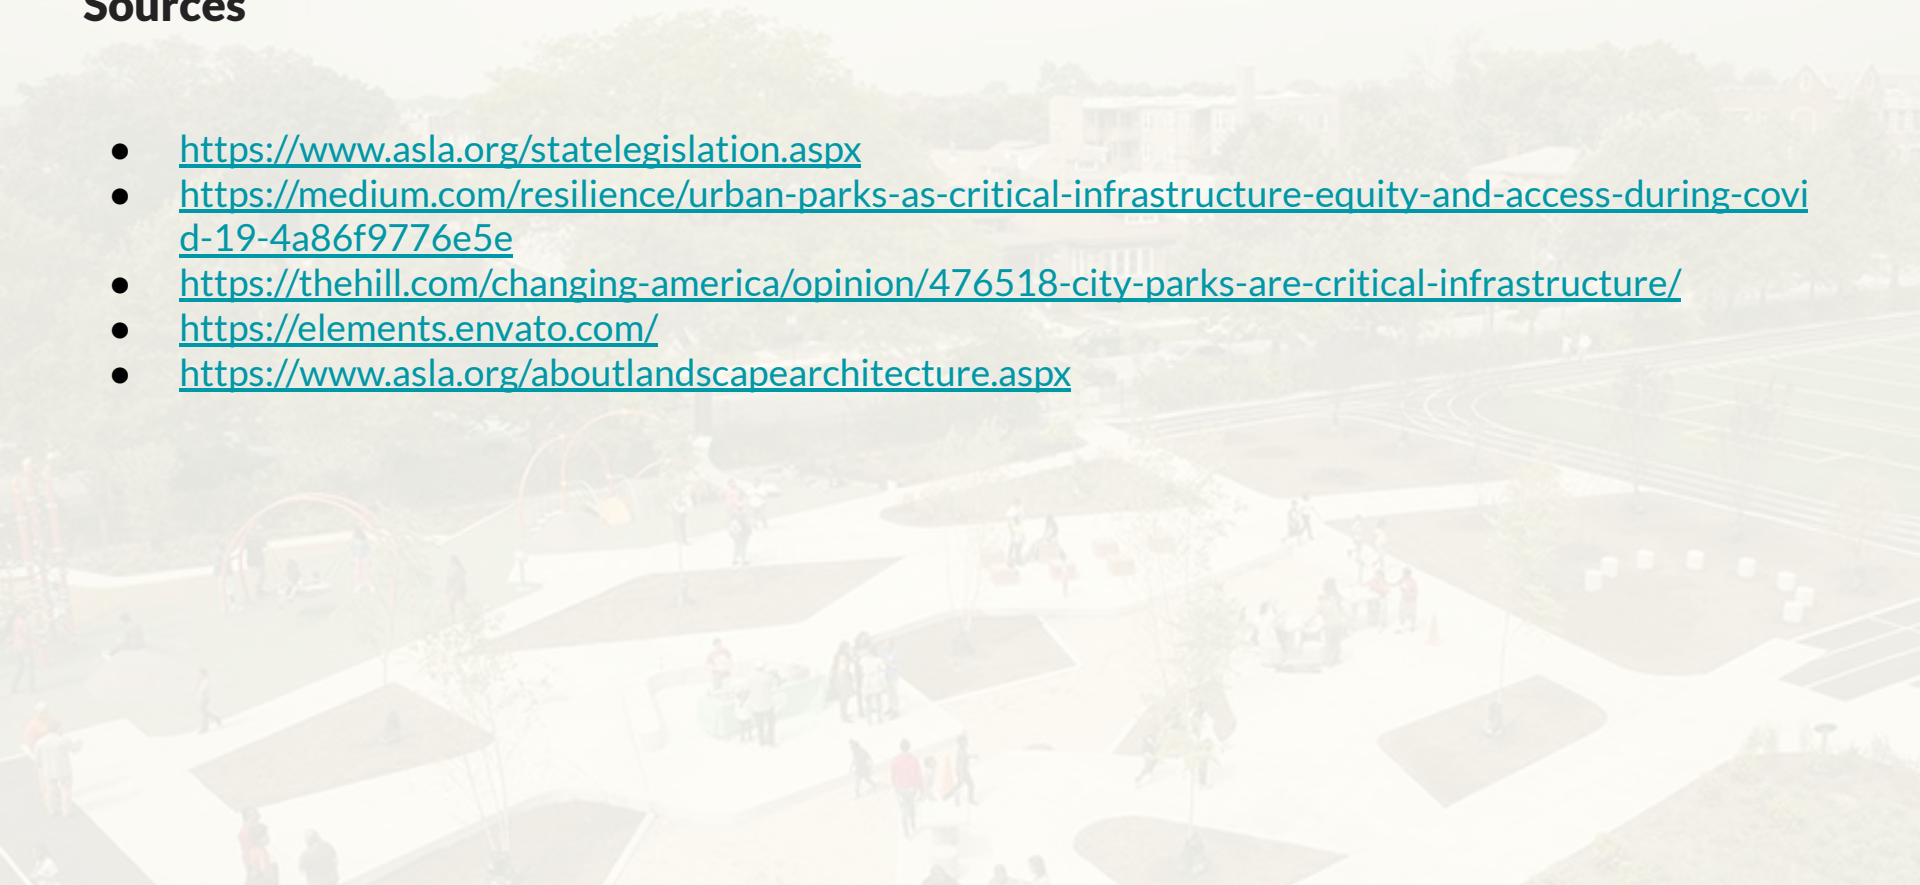 Sources
● https://www.asla.org/statelegislation.aspx
● https://medium.com/resilience/urban-parks-as-critical-infrastructure-equity-and-access-during-covi
d-19-4a86f9776e5e
● https://thehill.com/changing-america/opinion/476518-city-parks-are-critical-infrastructure/
● https://elements.envato.com/
● https://www.asla.org/aboutlandscapearchitecture.aspx